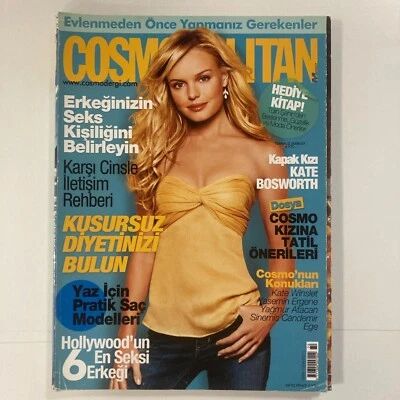 Evlenmeden Önce Yapmanız Gerekenler
COSMOPOLITAN
www.cosmodergi.com
HEDİYE
KİTAP!
Erkeğinizin
Seks
Kişiliğini
Belirleyin
Karşı Cinsle
İletişim
Rehberi
KUSURSUZ
DİYETİNİZİ
BULUN
Yaz İçin
Pratik Saç
Modelleri
Hollywood'un
6 En Seksi
Erkeği
Kapak Kızı
KATE
BOSWORTH
Dosya
COSMO
KIZINA
TATİL
ÖNERİLERİ
Cosmo'nun
Konukları
Kate Winslet
Yasemin Ergene
Yağmur Atacan
Sinemis Candemir
Ege